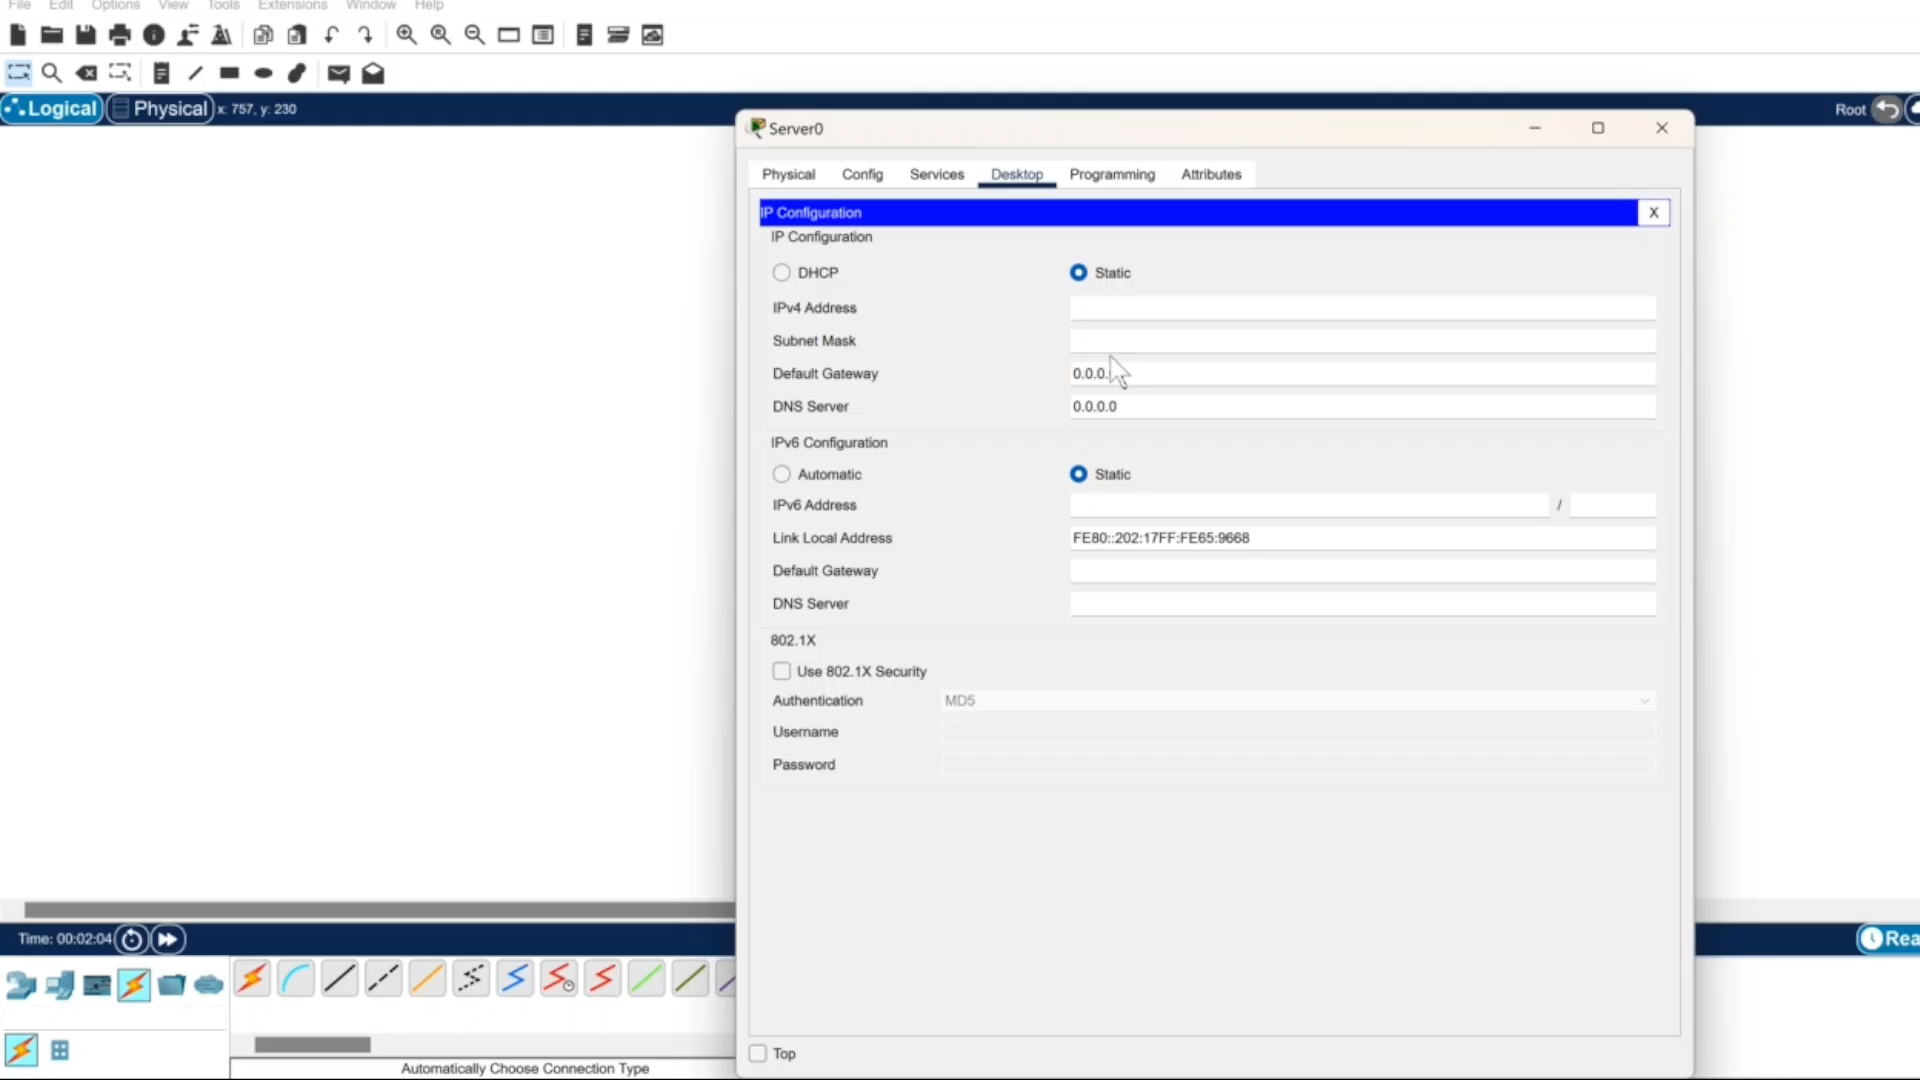 File Edit Options View Tools Extensions Window Help
Logical Physical x: 757, y: 230
Root
Server0
Physical Config Services Desktop Programming Attributes
IP Configuration X
IP Configuration
DHCP Static
IPv4 Address
Subnet Mask
Default Gateway 0.0.0.
DNS Server 0.0.0.0
IPv6 Configuration
Automatic Static
IPv6 Address /
Link Local Address FE80::202:17FF:FE65:9668
Default Gateway
DNS Server
802.1X
Use 802.1X Security
Authentication MD5
Username
Password
Time: 00:02:04
Rea
Top
Automatically Choose Connection Type